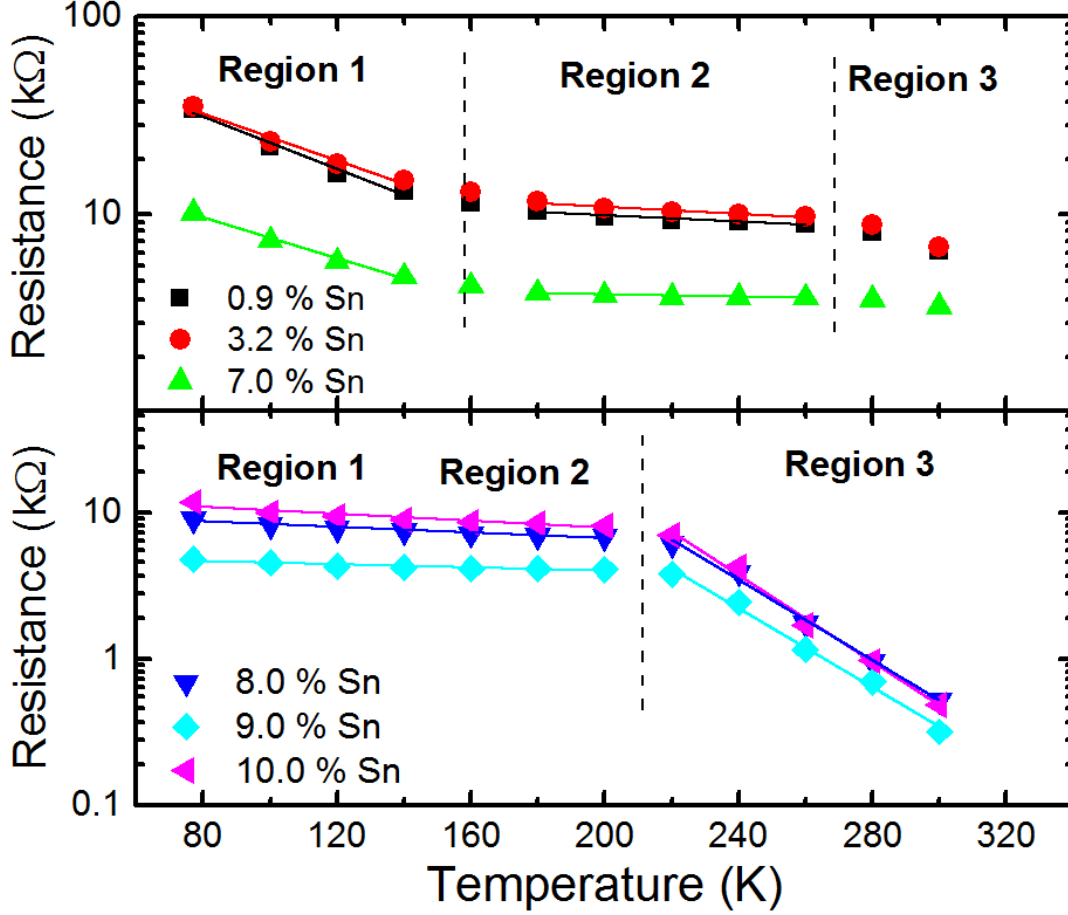 100
Region 1
Region 2
Region 3
Resistance (kΩ)
10
0.9 % Sn
3.2 % Sn
7.0 % Sn
Region 1
Region 2
Region 3
10
Resistance (kΩ)
1
8.0 % Sn
9.0 % Sn
10.0 % Sn
0.1
80 120 160 200 240 280 320
Temperature (K)